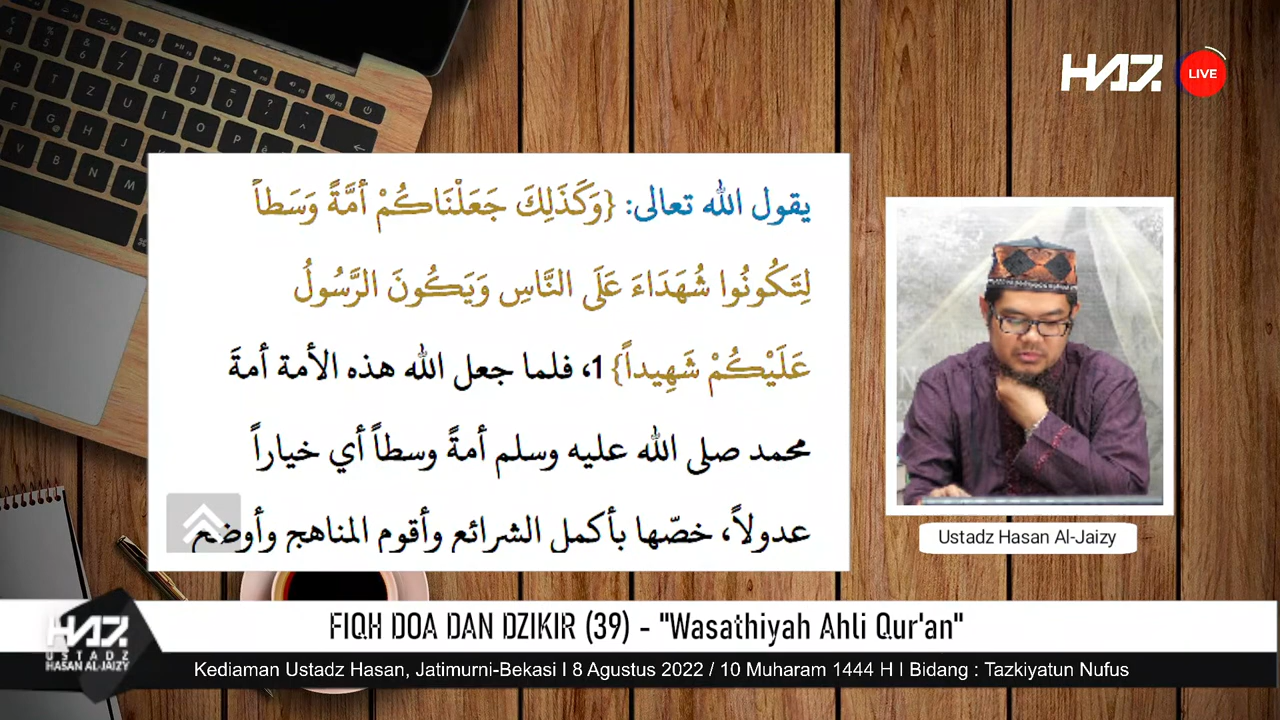 HAZ.
LIVE
يقول الله تعالى: {وَكَذَلِكَ جَعَلْنَاكُمْ أُمَّةً وَسَطاً
لِتَكُونُوا شُهَدَاءَ عَلَى النَّاسِ وَيَكُونَ الرَّسُولُ
عَلَيْكُمْ شَهِيداً} 1، فلما جعل الله هذه الأمة أمةَ
محمد صلى الله عليه وسلم أمةً وسطاً أي خياراً
عدولاً، خصّها بأكمل الشرائع وأقوم المناهج وأوضح
Ustadz Hasan Al-Jaizy
HAZ.
USTADZ
HASAN AL-JAIZY
FIQH DOA DAN DZIKIR (39) - "Wasathiyah Ahli Qur'an"
Kediaman Ustadz Hasan, Jatimurni-Bekasi I 8 Agustus 2022 / 10 Muharam 1444 H I Bidang : Tazkiyatun Nufus